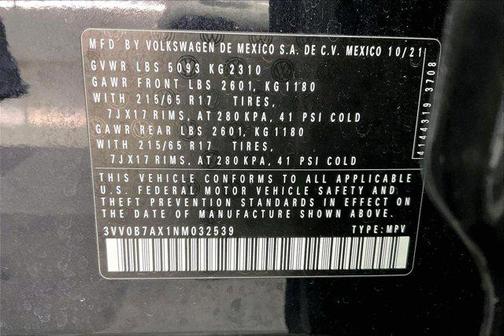 MFD. BY VOLKSWAGEN DE MEXICO S.A. DE C.V. MEXICO 10/21
GVWR LBS 5093 KG 2310
GAWR FRONT LBS 2601, KG 1180
WITH 215/65 R17 TIRES,
7JX17 RIMS, AT 280 KPA, 41 PSI COLD
GAWR REAR LBS 2601, KG 1180
WITH 215/65 R17 TIRES,
7JX17 RIMS, AT 280 KPA, 41 PSI COLD
THIS VEHICLE CONFORMS TO ALL APPLICABLE
U.S. FEDERAL MOTOR VEHICLE SAFETY AND
THEFT PREVENTION STANDARDS IN EFFECT ON
THE DATE OF MANUFACTURE SHOWN ABOVE.
3VV0B7AX1NM032539 TYPE: MPV
4144319 3708